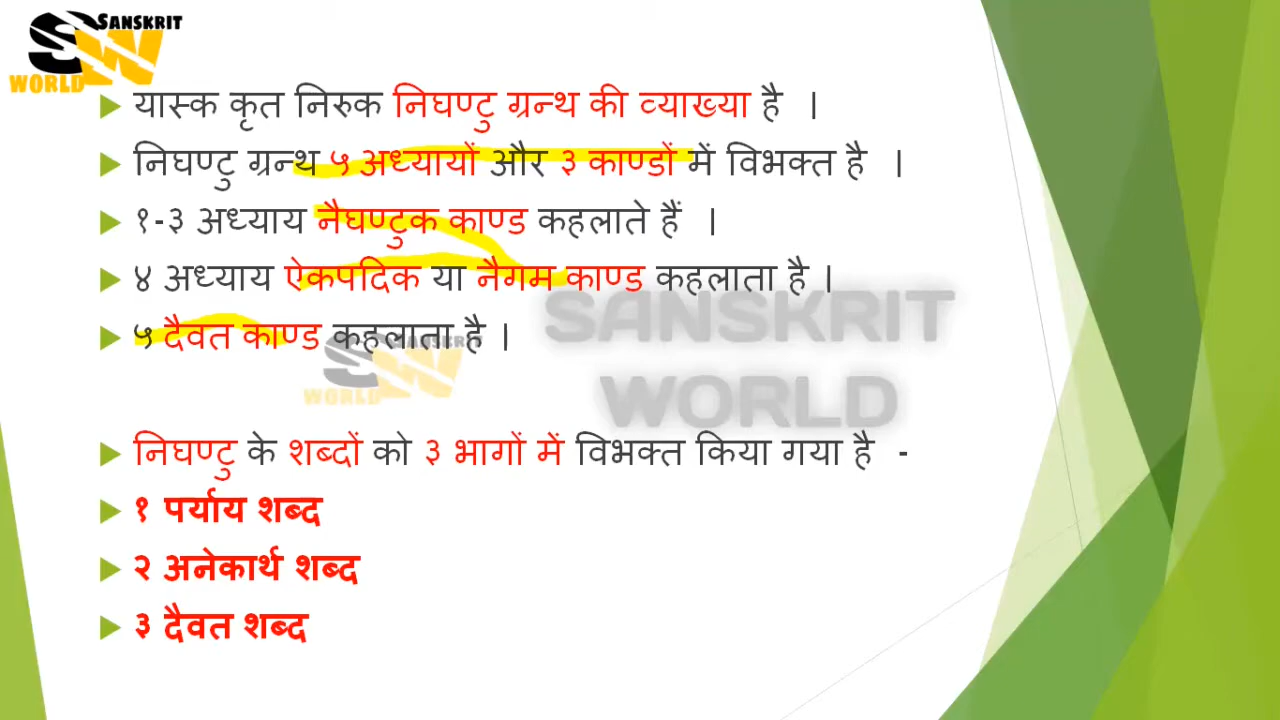 SANSKRIT
WORLD
यास्क कृत निरुक निघण्टु ग्रन्थ की व्याख्या है ।
निघण्टु ग्रन्थ ५ अध्यायों और ३ काण्डों में विभक्त है ।
१-३ अध्याय नैघण्टुक काण्ड कहलाते हैं ।
४ अध्याय ऐकपदिक या नैगम काण्ड कहलाता है ।
५ दैवत काण्ड कहलाता है ।
SANSKRIT
WORLD
SANSKRIT
WORLD
निघण्टु के शब्दों को ३ भागों में विभक्त किया गया है -
१ पर्याय शब्द
२ अनेकार्थ शब्द
३ दैवत शब्द